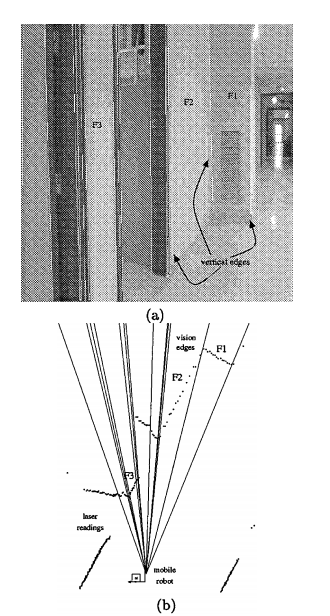 F3
F2
F1
vertical edges
(a)
vision
edges
F1
F2
F3
laser
readings
mobile
robot
(b)